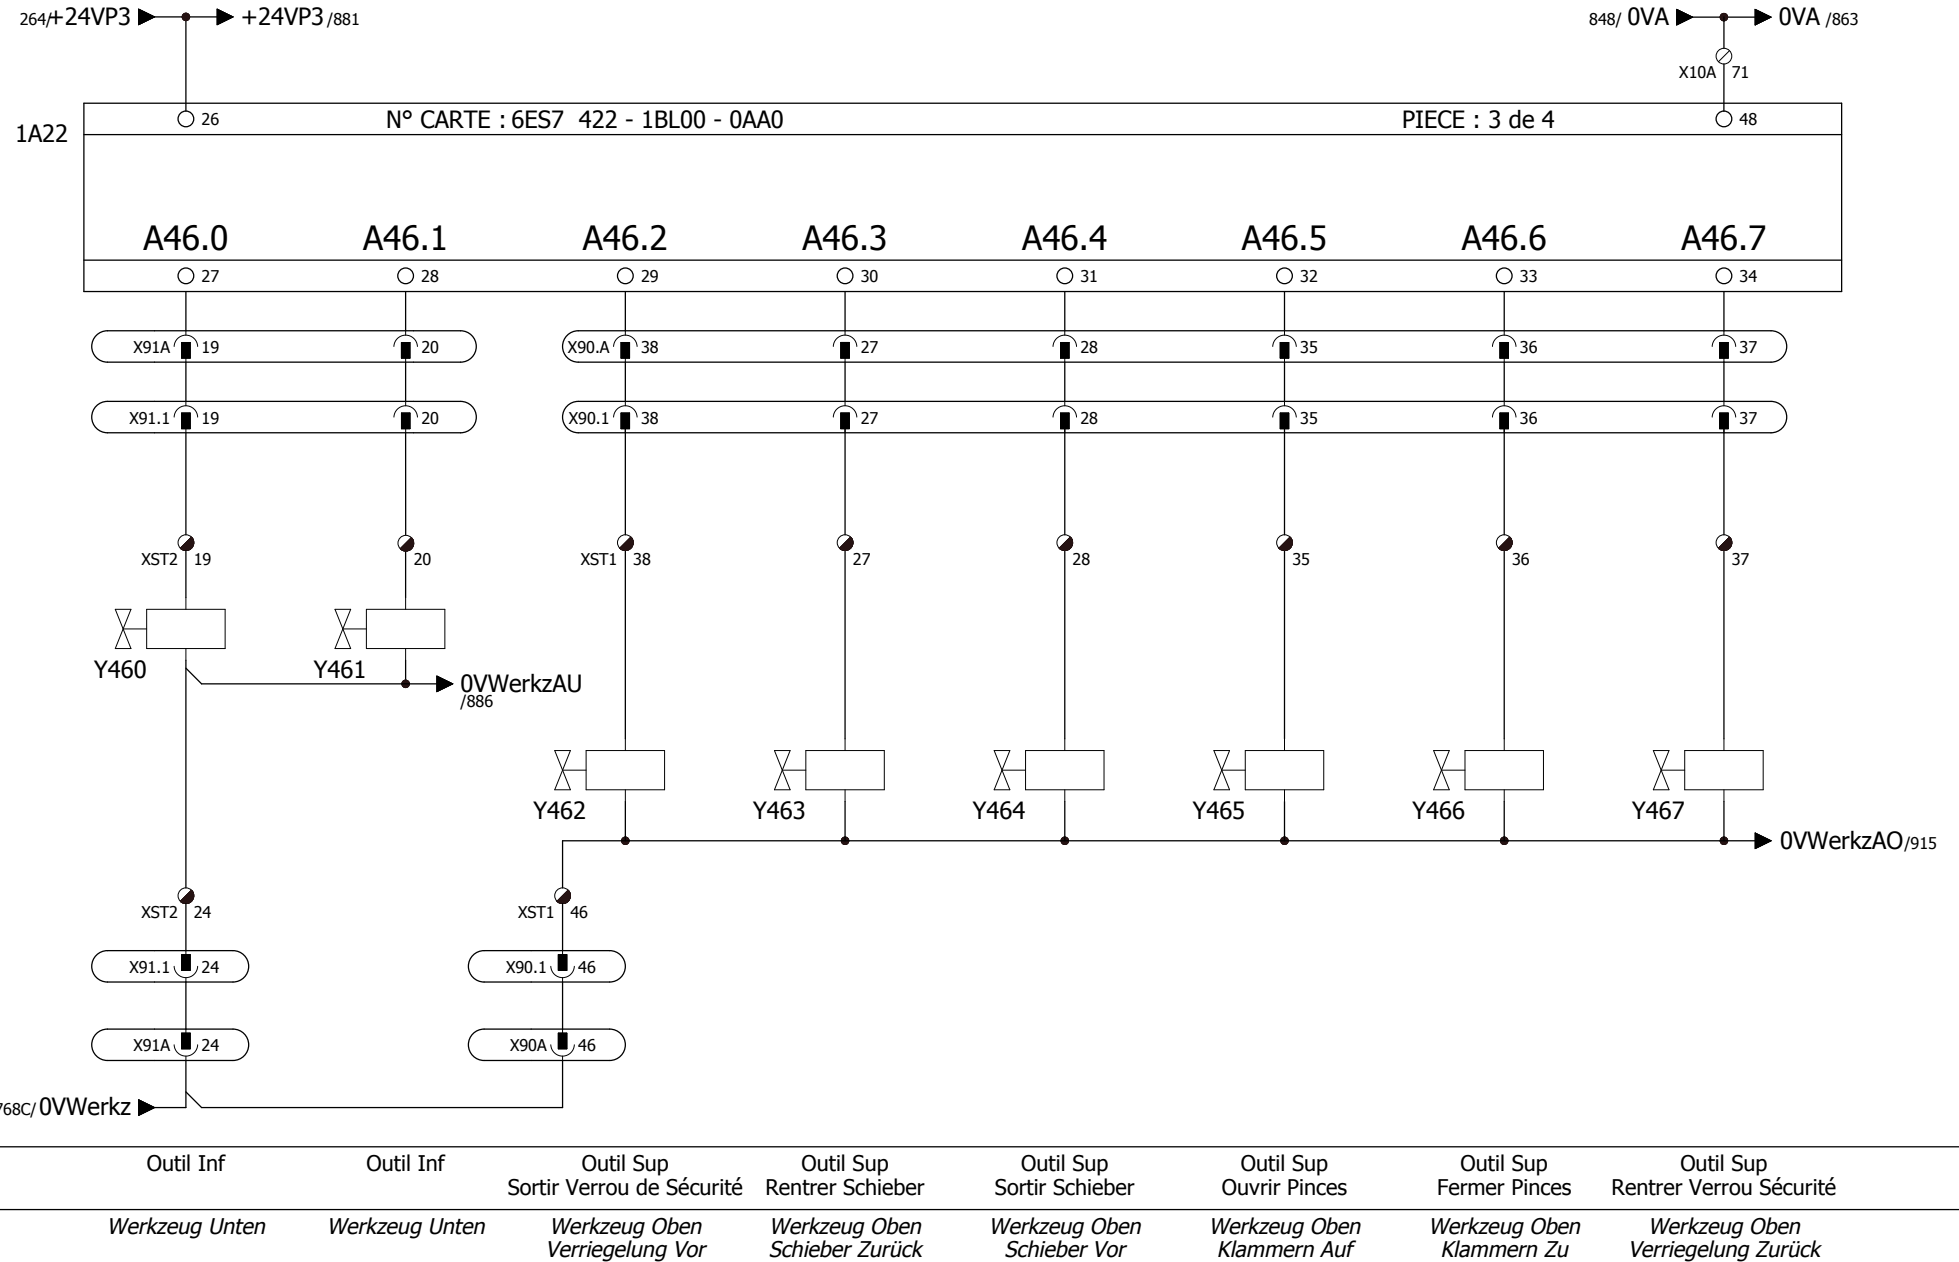 264/+24VP3 +24VP3 /881 848/ 0VA 0VA /863
X10A 71
1A22 26 N° CARTE : 6ES7 422 - 1BL00 - 0AA0 PIECE : 3 de 4 48
A46.0 A46.1 A46.2 A46.3 A46.4 A46.5 A46.6 A46.7
27 28 29 30 31 32 33 34
X91A 19 20 X90.A 38 27 28 35 36 37
X91.1 19 20 X90.1 38 27 28 35 36 37
XST2 19 20 XST1 38 27 28 35 36 37
Y460 Y461 0VWerkzAU
/886
Y462 Y463 Y464 Y465 Y466 Y467
0VWerkzAO/915
XST2 24 XST1 46
X91.1 24 X90.1 46
X91A 24 X90A 46
768C/ 0VWerkz
Outil Inf Outil Inf Outil Sup Outil Sup Outil Sup Outil Sup Outil Sup Outil Sup
Sortir Verrou de Sécurité Rentrer Schieber Sortir Schieber Ouvrir Pinces Fermer Pinces Rentrer Verrou Sécurité
Werkzeug Unten Werkzeug Unten Werkzeug Oben Werkzeug Oben Werkzeug Oben Werkzeug Oben Werkzeug Oben Werkzeug Oben
Verriegelung Vor Schieber Zurück Schieber Vor Klammern Auf Klammern Zu Verriegelung Zurück